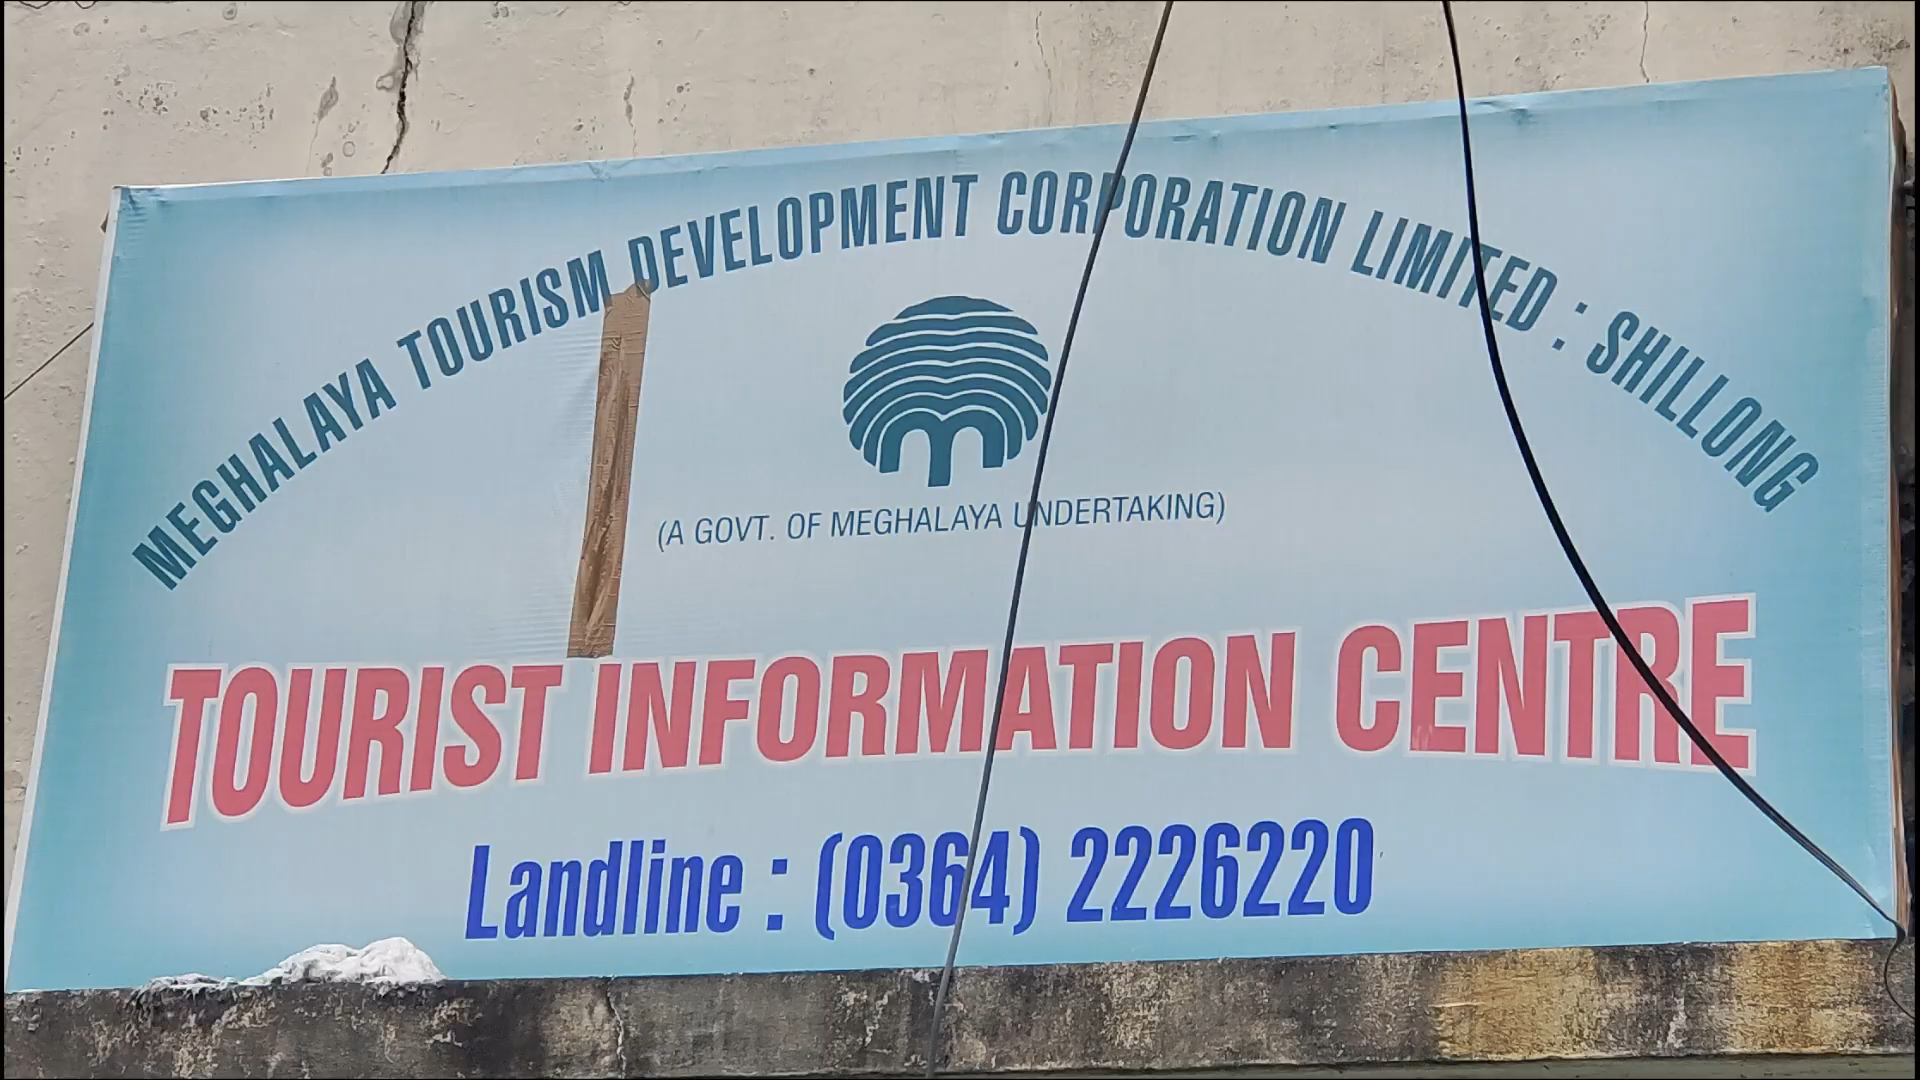 MEGHALAYA TOURISM DEVELOPMENT CORPORATION LIMITED : SHILLONG
(A GOVT. OF MEGHALAYA UNDERTAKING)
TOURIST INFORMATION CENTRE
Landline : (0364) 2226220